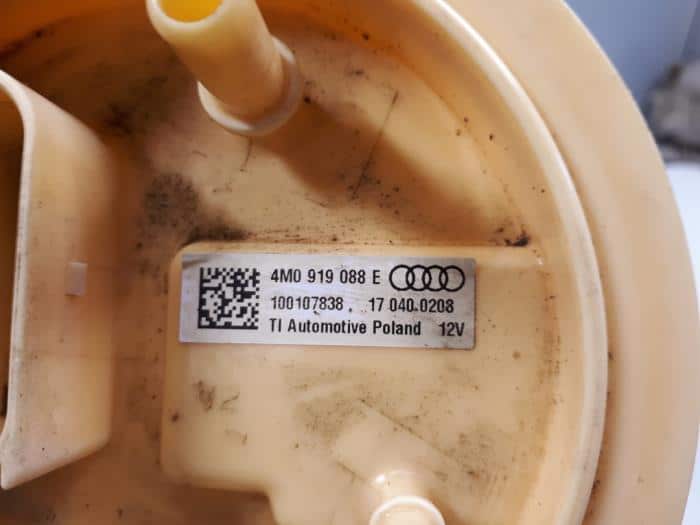 4M0 919 088 E
100107838 17 040 0208
TI Automotive Poland 12V